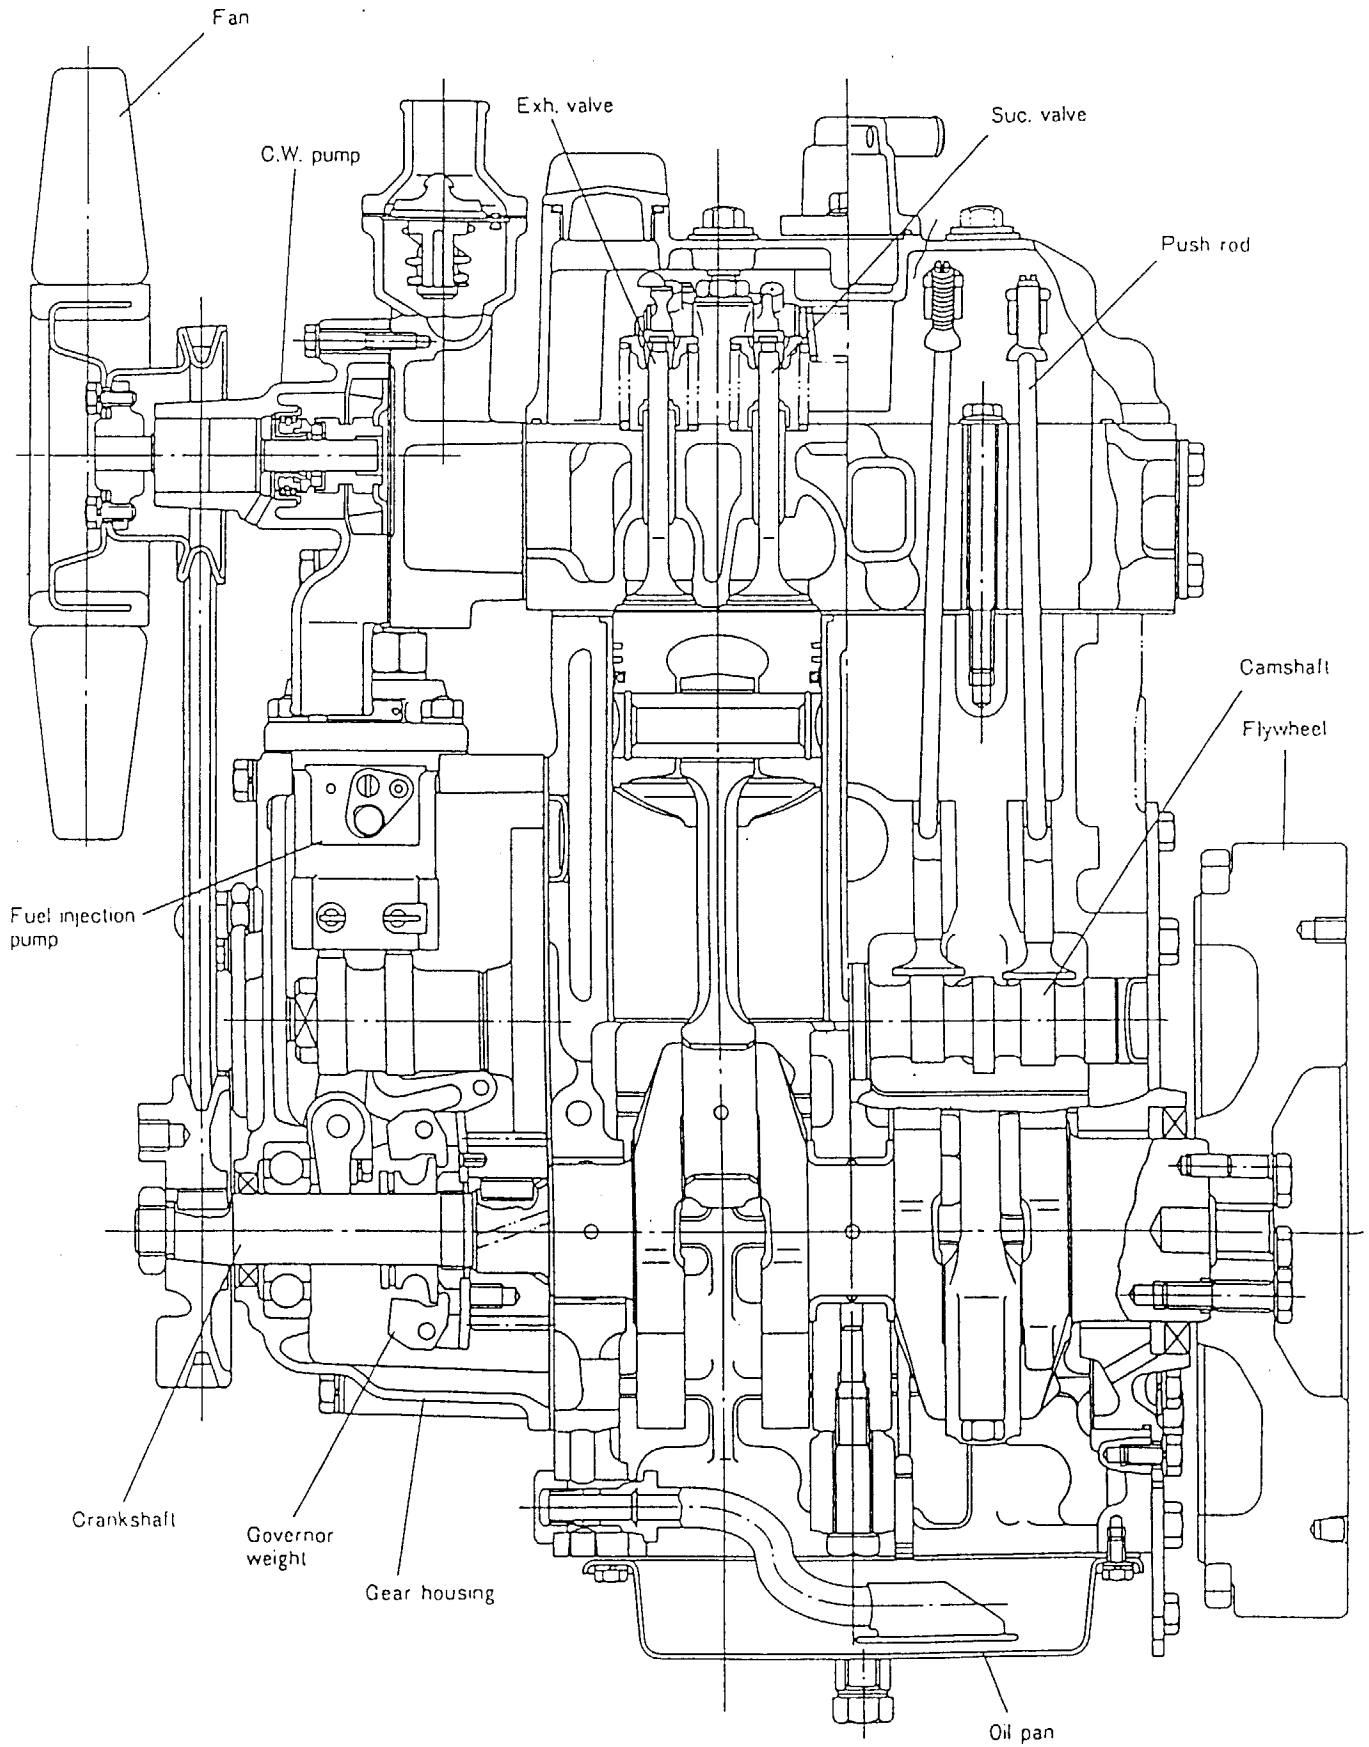 Fan
Exh. valve
Suc. valve
C.W. pump
Push rod
Camshaft
Flywheel
Fuel injection
pump
Crankshaft
Governor
weight
Gear housing
Oil pan